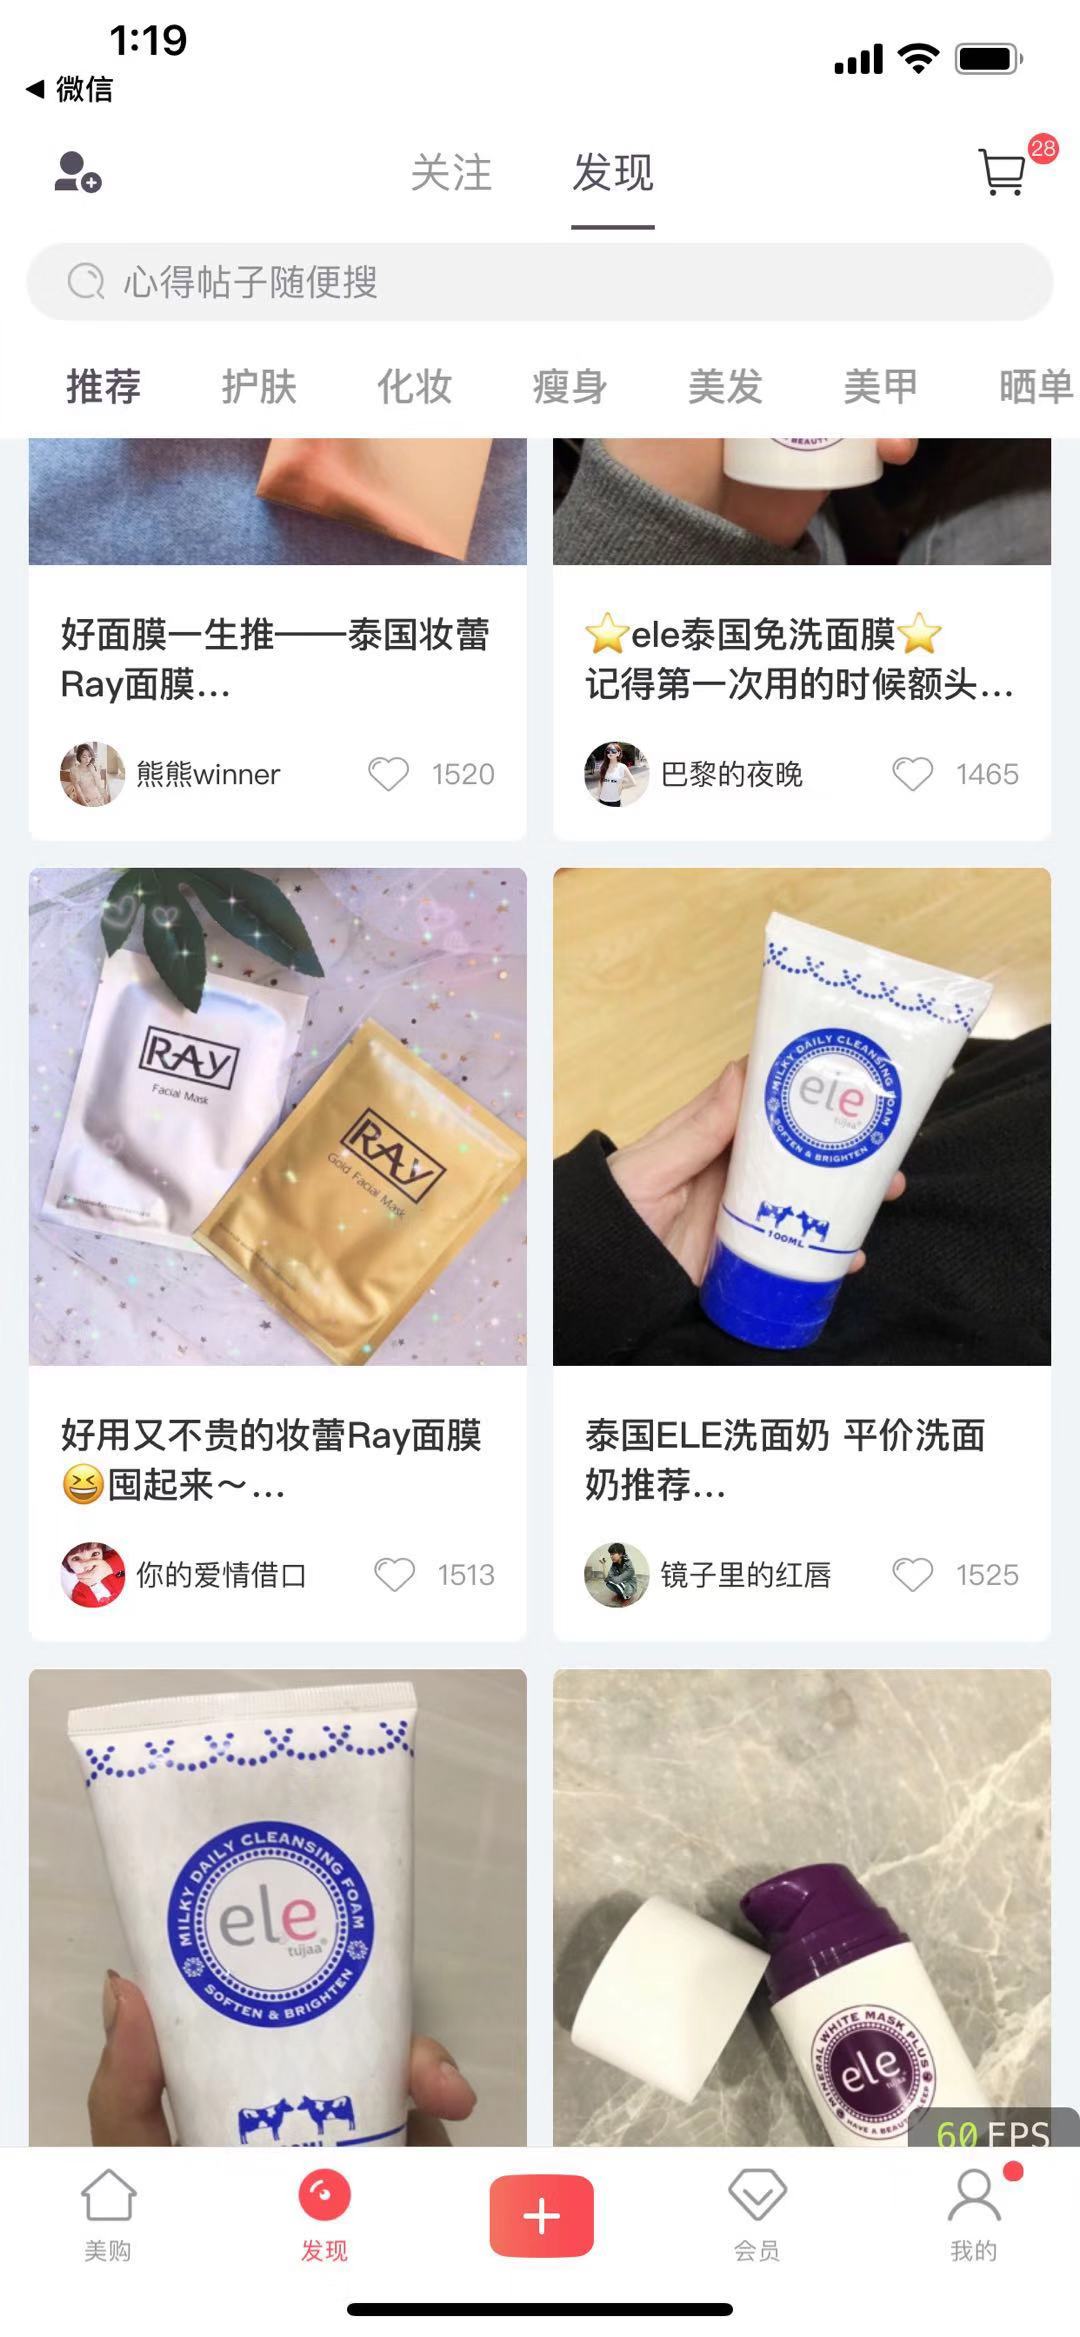 1:19
微信
关注
发现
28
心得帖子随便搜
推荐
护肤
化妆
瘦身
美发
美甲
晒单
BEAUTY
好面膜一生推——泰国妆蕾
Ray面膜...
熊熊winner
1520
⭐ele泰国免洗面膜⭐
记得第一次用的时候额头...
巴黎的夜晚
1465
RAY
Facial Mask
RAY
Gold Facial Mask
MILKY DAILY CLEANSING FOAM
ele
tujaa
SOFTEN & BRIGHTEN
100ML
好用又不贵的妆蕾Ray面膜
😆囤起来～...
你的爱情借口
1513
泰国ELE洗面奶 平价洗面
奶推荐...
镜子里的红唇
1525
MILKY DAILY CLEANSING FOAM
ele
tujaa
SOFTEN & BRIGHTEN
MINERAL WHITE MASK PLUS
ele
tujaa
HAVE A BEAUTY SLEEP
60 FPS
美购
发现
会员
我的